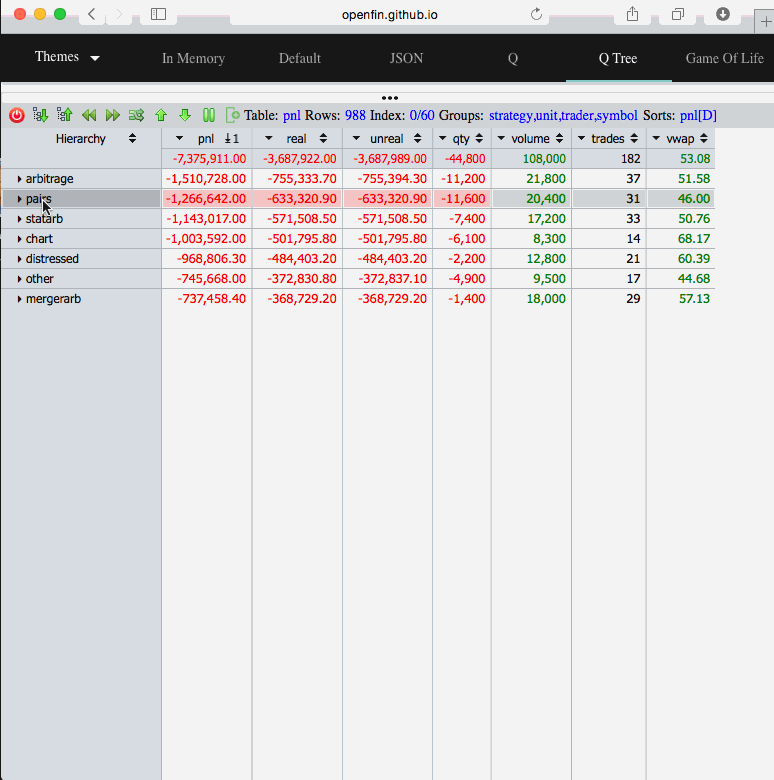 openfin.github.io
Themes In Memory Default JSON Q Q Tree Game Of Life
Table: pnl Rows: 988 Index: 0/60 Groups: strategy,unit,trader,symbol Sorts: pnl[D]
Hierarchy pnl 1 real unreal qty volume trades vwap
-7,375,911.00 -3,687,922.00 -3,687,989.00 -44,800 108,000 182 53.08
arbitrage -1,510,728.00 -755,333.70 -755,394.30 -11,200 21,800 37 51.58
pairs -1,266,642.00 -633,320.90 -633,320.90 -11,600 20,400 31 46.00
statarb -1,143,017.00 -571,508.50 -571,508.50 -7,400 17,200 33 50.76
chart -1,003,592.00 -501,795.80 -501,795.80 -6,100 8,300 14 68.17
distressed -968,806.30 -484,403.20 -484,403.20 -2,200 12,800 21 60.39
other -745,668.00 -372,830.80 -372,837.10 -4,900 9,500 17 44.68
mergerarb -737,458.40 -368,729.20 -368,729.20 -1,400 18,000 29 57.13